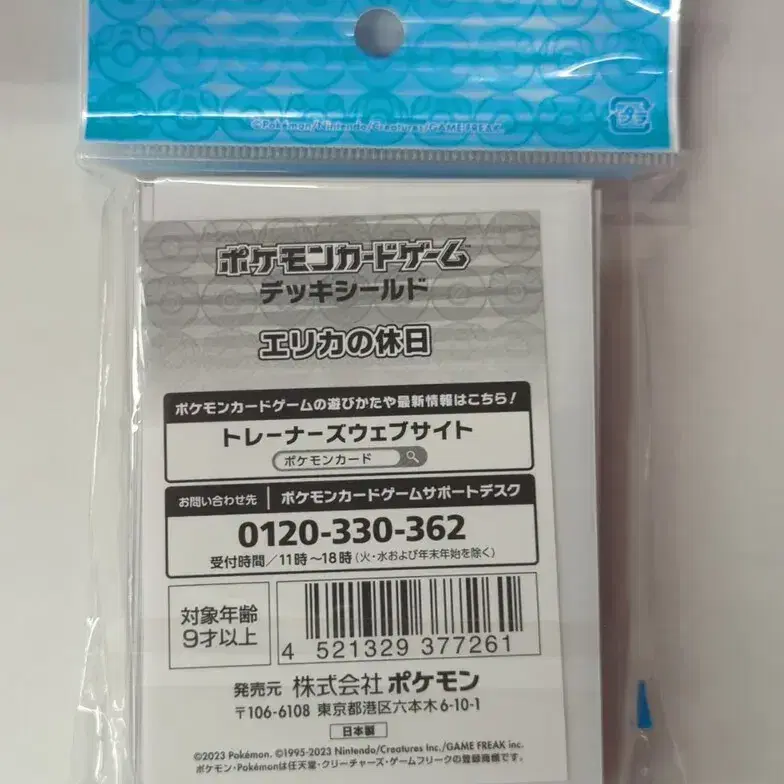 ©Pokémon/Nintendo/Creatures/GAME FREAK
プラ
ポケモンカードゲーム
デッキシールド
エリカの休日
ポケモンカードゲームの遊びかたや最新情報はこちら!
トレーナーズウェブサイト
ポケモンカード
お問い合わせ先 ポケモンカードゲームサポートデスク
0120-330-362
受付時間/11時~18時(火・水および年末年始を除く)
対象年齢
9才以上
4 521329 377261
発売元 株式会社 ポケモン
〒106-6108 東京都港区六本木6-10-1
日本製
©2023 Pokémon. ©1995-2023 Nintendo/Creatures Inc./GAME FREAK inc.
ポケモン・Pokémonは任天堂・クリーチャーズ・ゲームフリークの登録商標です。